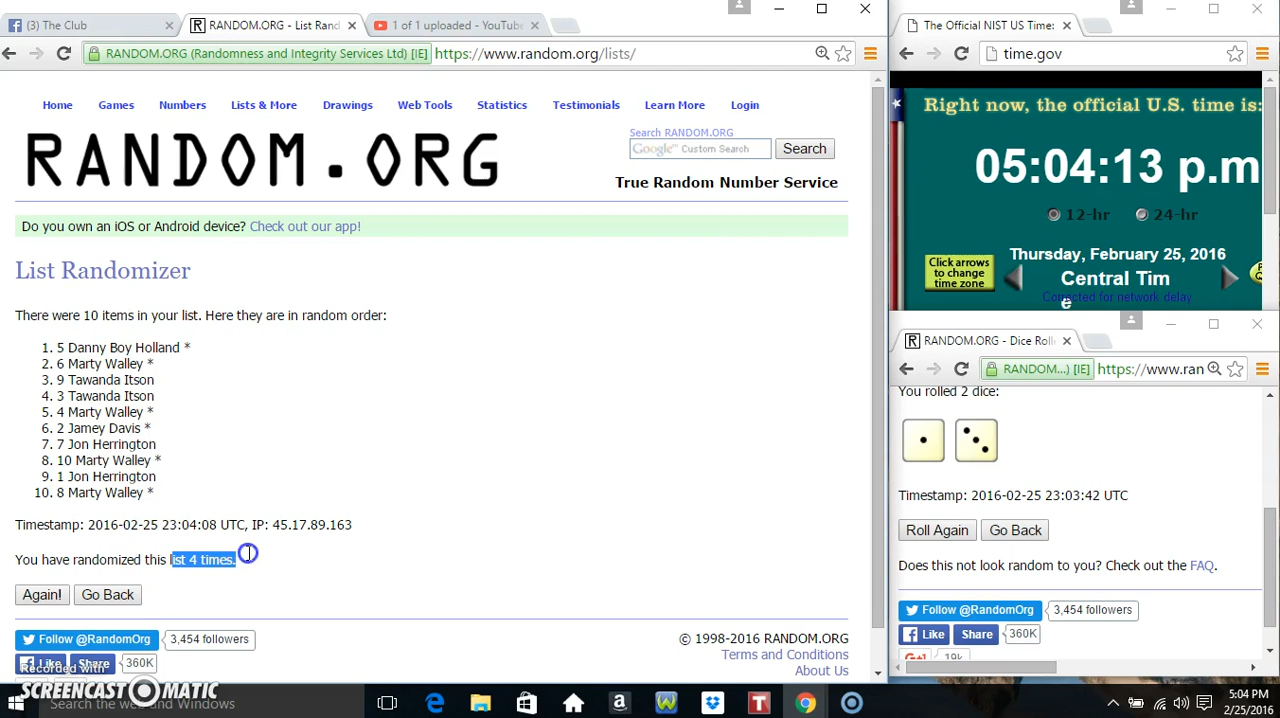 (3) The Club
RANDOM.ORG - List Rand
1 of 1 uploaded - YouTube
RANDOM.ORG (Randomness and Integrity Services Ltd) [IE] https://www.random.org/lists/
Home Games Numbers Lists & More Drawings Web Tools Statistics Testimonials Learn More Login
RANDOM.ORG
Search RANDOM.ORG
Google™ Custom Search Search
True Random Number Service
Do you own an iOS or Android device? Check out our app!
List Randomizer
There were 10 items in your list. Here they are in random order:
1. 5 Danny Boy Holland *
2. 6 Marty Walley *
3. 9 Tawanda Itson
4. 3 Tawanda Itson
5. 4 Marty Walley *
6. 2 Jamey Davis *
7. 7 Jon Herrington
8. 10 Marty Walley *
9. 1 Jon Herrington
10. 8 Marty Walley *
Timestamp: 2016-02-25 23:04:08 UTC, IP: 45.17.89.163
You have randomized this list 4 times.
Again! Go Back
Follow @RandomOrg 3,454 followers
Like Share 360K
© 1998-2016 RANDOM.ORG
Terms and Conditions
About Us
Recorded with
SCREENCAST-O-MATIC
The Official NIST US Time:
time.gov
Right now, the official U.S. time is:
05:04:13 p.m
12-hr 24-hr
Thursday, February 25, 2016
Click arrows
to change
time zone
Central Tim
e
Corrected for network delay
RANDOM.ORG - Dice Roll
RANDOM...) [IE] https://www.ran
You rolled 2 dice:
Timestamp: 2016-02-25 23:03:42 UTC
Roll Again Go Back
Does this not look random to you? Check out the FAQ.
Follow @RandomOrg 3,454 followers
Like Share 360K
G+1 19k
Search the web and Windows
5:04 PM
2/25/2016